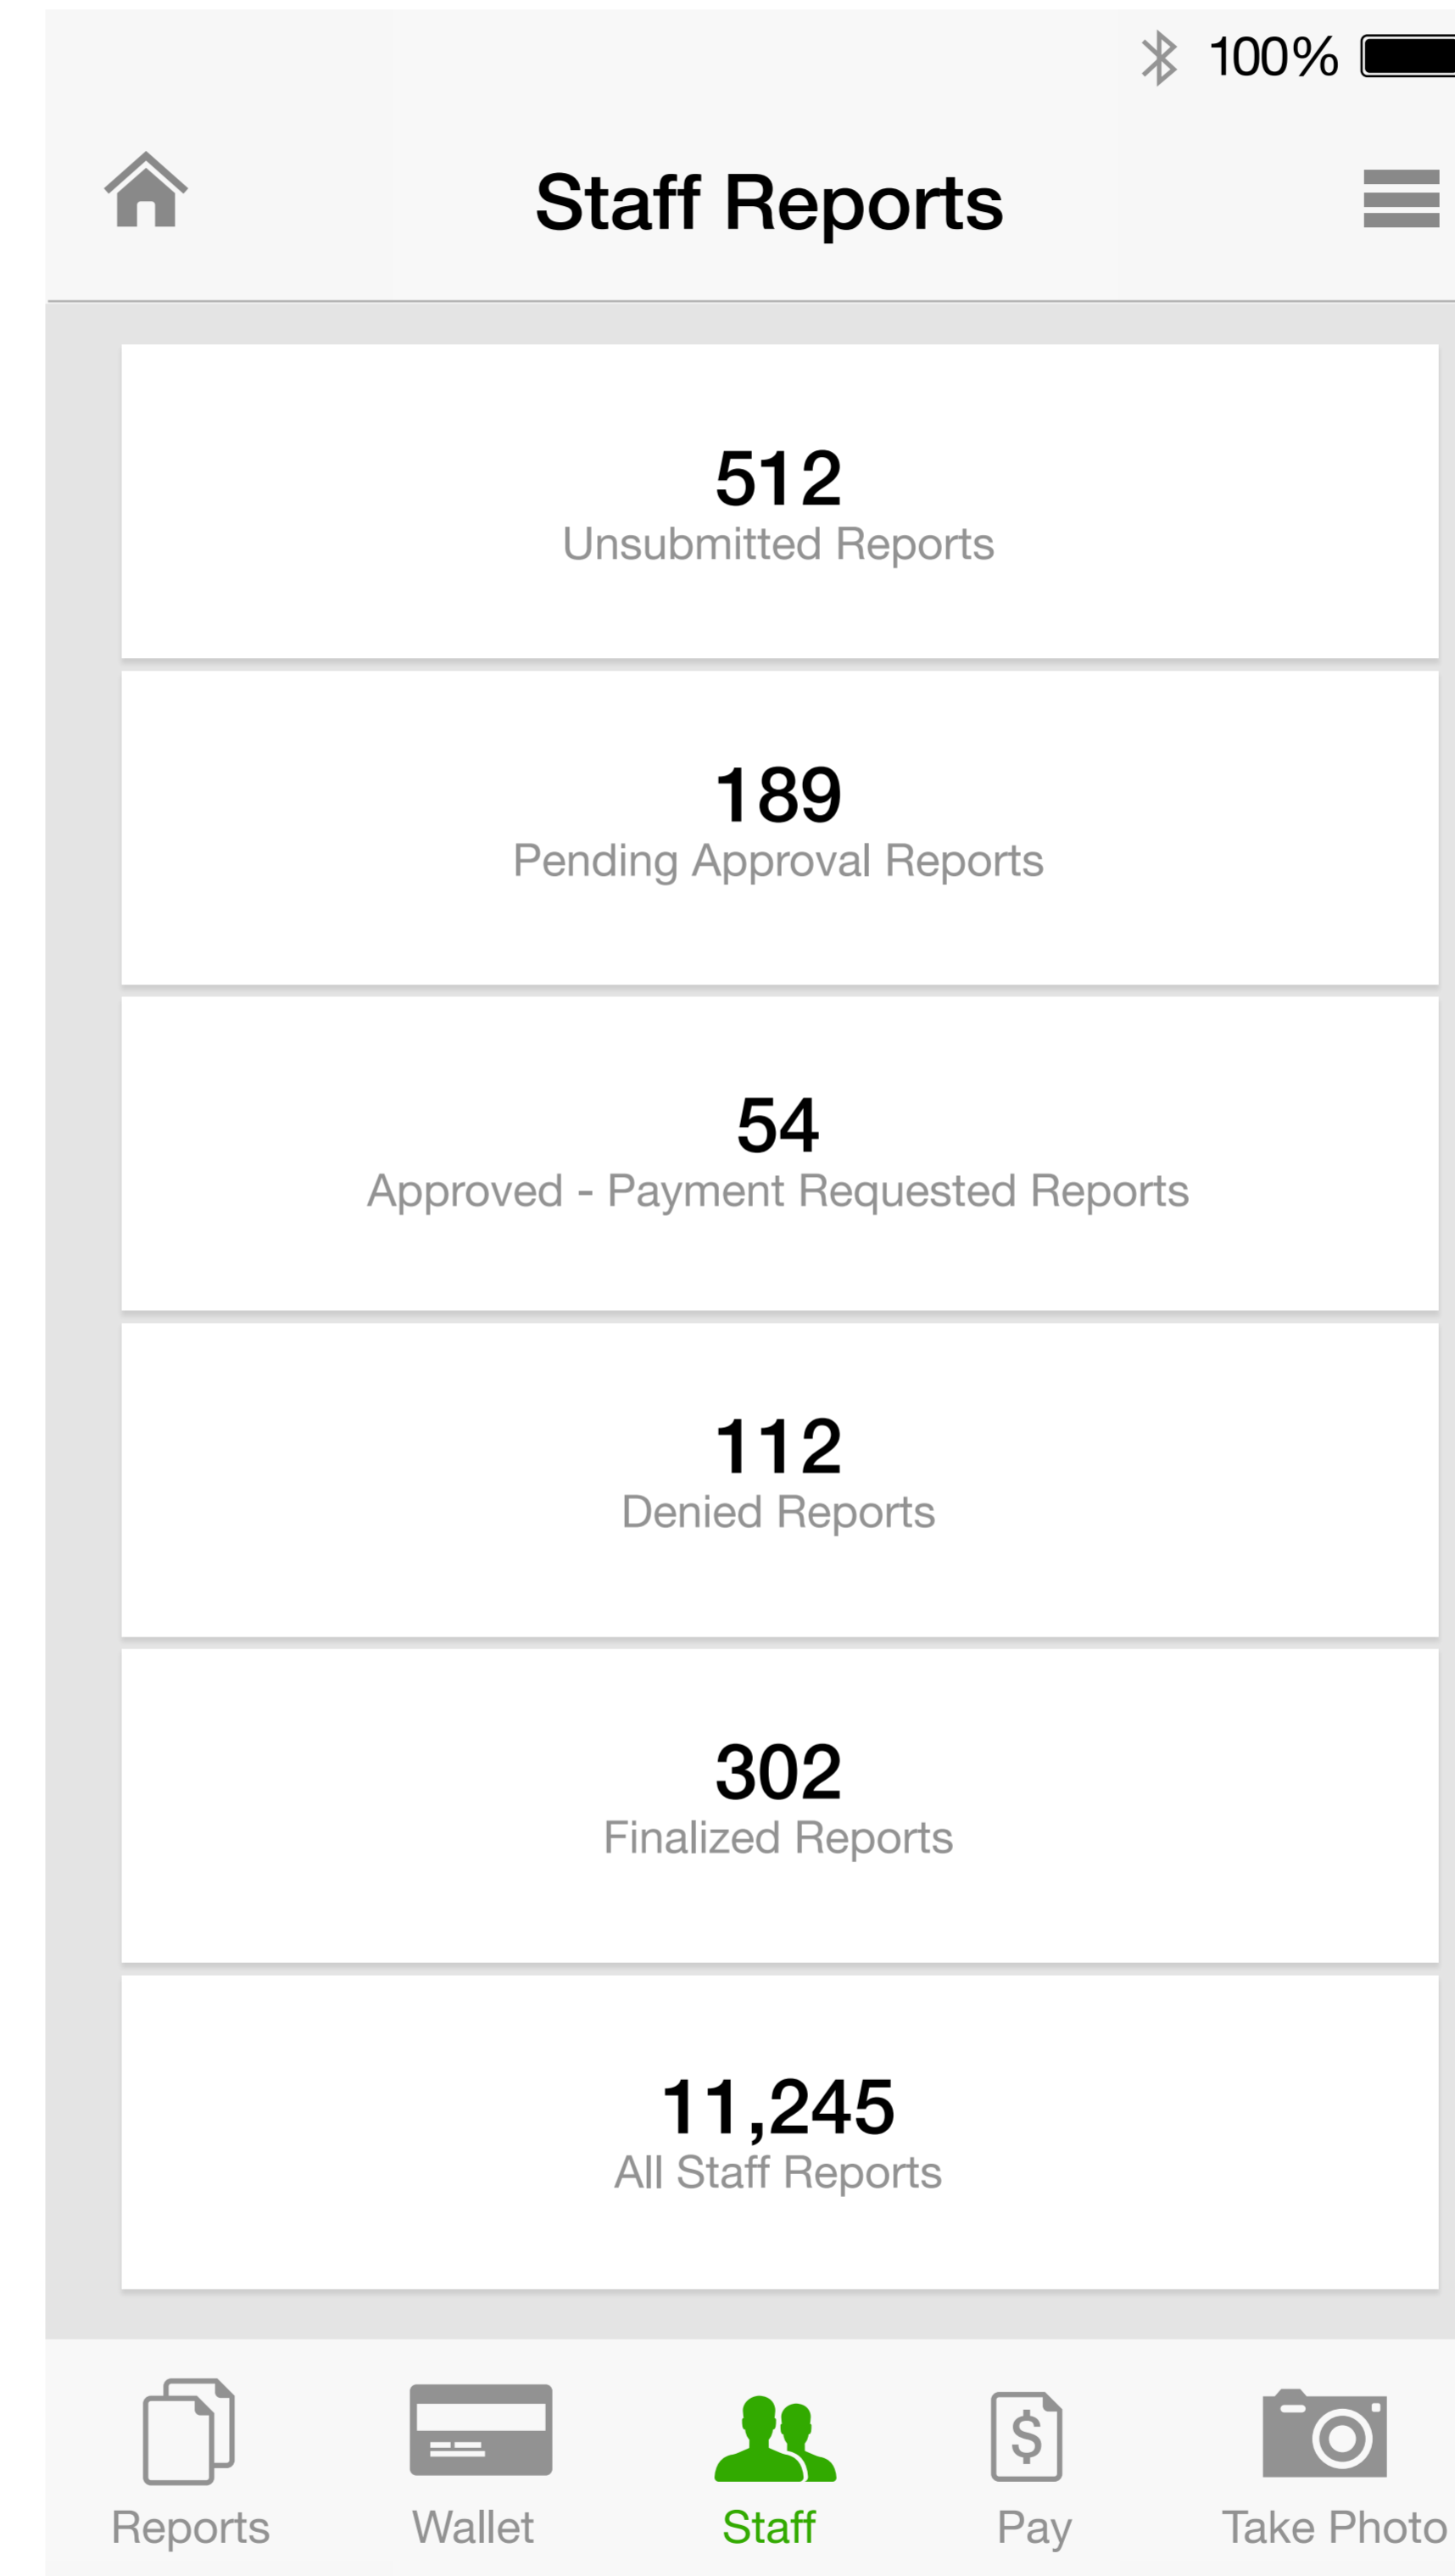 100%
Staff Reports
512
Unsubmitted Reports
189
Pending Approval Reports
54
Approved - Payment Requested Reports
112
Denied Reports
302
Finalized Reports
11,245
All Staff Reports
$
Reports Wallet Staff Pay Take Photo